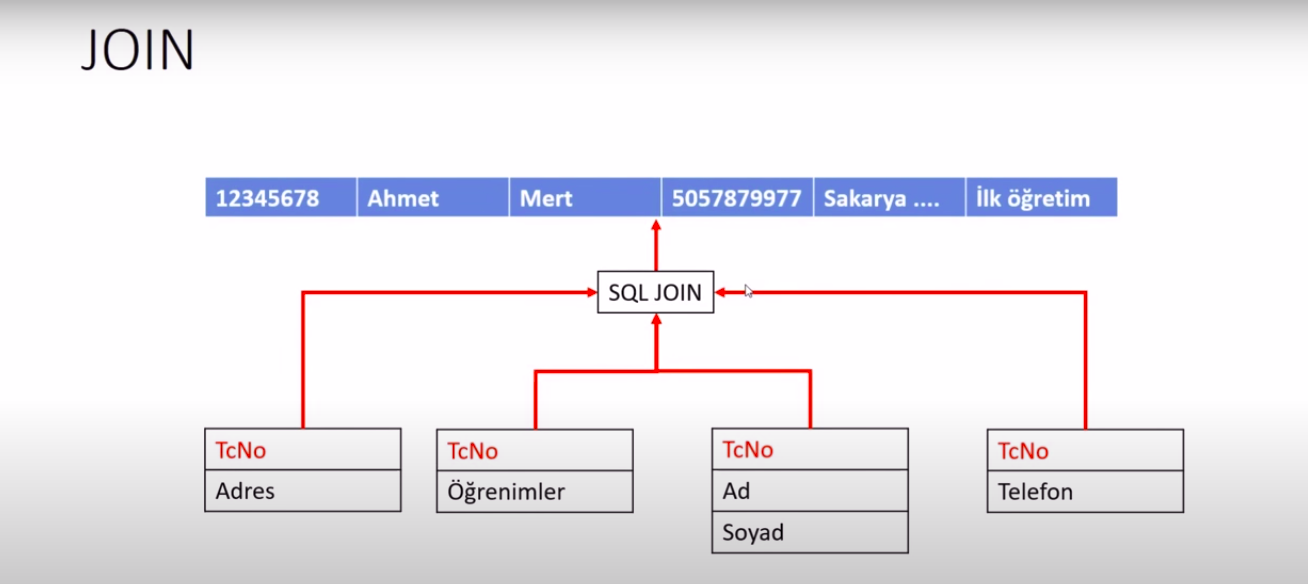 JOIN
12345678 Ahmet Mert 5057879977 Sakarya .... İlk öğretim
SQL JOIN
TcNo
Adres
TcNo
Öğrenimler
TcNo
Ad
Soyad
TcNo
Telefon